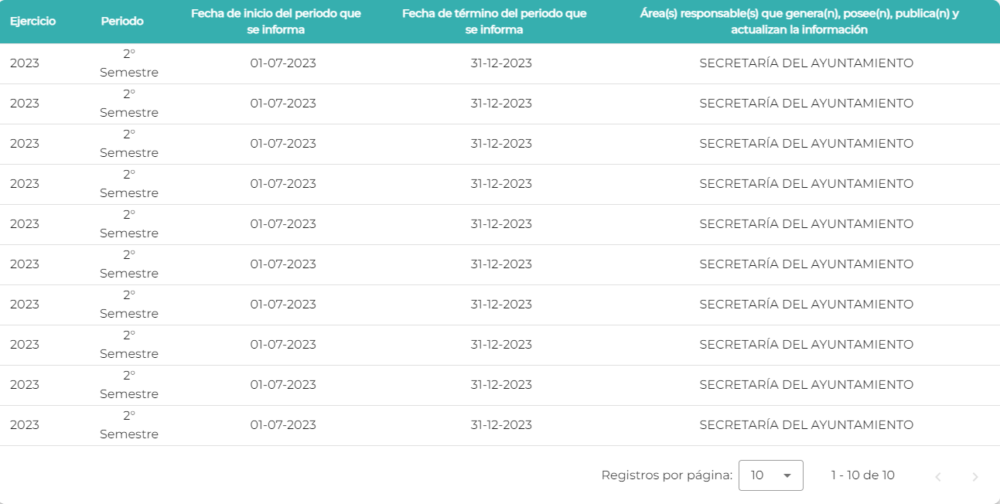 Ejercicio Periodo Fecha de inicio del periodo que se informa Fecha de término del periodo que se informa Área(s) responsable(s) que genera(n), posee(n), publica(n) y actualizan la información
2023 2° Semestre 01-07-2023 31-12-2023 SECRETARÍA DEL AYUNTAMIENTO
2023 2° Semestre 01-07-2023 31-12-2023 SECRETARÍA DEL AYUNTAMIENTO
2023 2° Semestre 01-07-2023 31-12-2023 SECRETARÍA DEL AYUNTAMIENTO
2023 2° Semestre 01-07-2023 31-12-2023 SECRETARÍA DEL AYUNTAMIENTO
2023 2° Semestre 01-07-2023 31-12-2023 SECRETARÍA DEL AYUNTAMIENTO
2023 2° Semestre 01-07-2023 31-12-2023 SECRETARÍA DEL AYUNTAMIENTO
2023 2° Semestre 01-07-2023 31-12-2023 SECRETARÍA DEL AYUNTAMIENTO
2023 2° Semestre 01-07-2023 31-12-2023 SECRETARÍA DEL AYUNTAMIENTO
2023 2° Semestre 01-07-2023 31-12-2023 SECRETARÍA DEL AYUNTAMIENTO
2023 2° Semestre 01-07-2023 31-12-2023 SECRETARÍA DEL AYUNTAMIENTO
Registros por página: 10 1 - 10 de 10